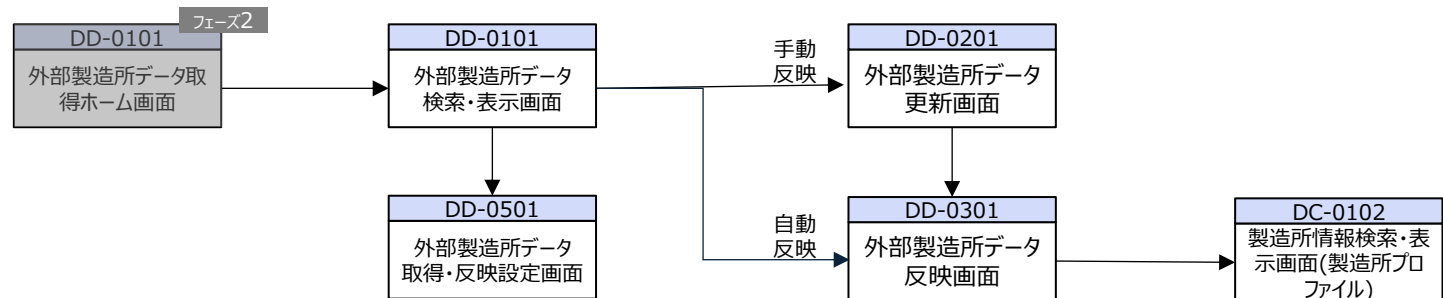 フェーズ2
DD-0101
外部製造所データ取
得ホーム画面
DD-0101
外部製造所データ
検索・表示画面
手動
反映
DD-0201
外部製造所データ
更新画面
DD-0501
外部製造所データ
取得・反映設定画面
自動
反映
DD-0301
外部製造所データ
反映画面
DC-0102
製造所情報検索・表
示画面(製造所プロ
ファイル)